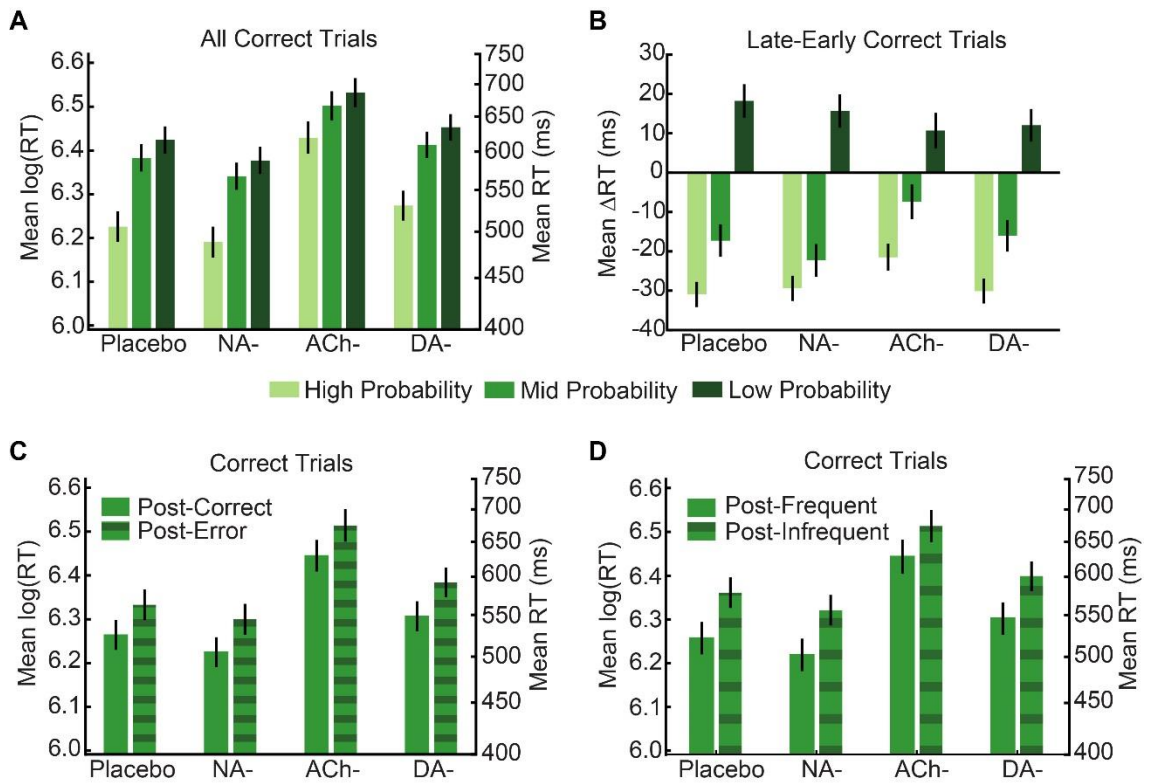 A
All Correct Trials
Mean log(RT)
6.6
6.5
6.4
6.3
6.2
6.1
6.0
750
700
650
600
550
500
450
400
Mean RT (ms)
Placebo NA- ACh- DA-
B
Late-Early Correct Trials
Mean ΔRT (ms)
30
20
10
0
-10
-20
-30
-40
Placebo NA- ACh- DA-
High Probability Mid Probability Low Probability
C
Correct Trials
Post-Correct
Post-Error
Mean log(RT)
6.6
6.5
6.4
6.3
6.2
6.1
6.0
750
700
650
600
550
500
450
400
Mean RT (ms)
Placebo NA- ACh- DA-
D
Correct Trials
Post-Frequent
Post-Infrequent
Mean log(RT)
6.6
6.5
6.4
6.3
6.2
6.1
6.0
750
700
650
600
550
500
450
400
Mean RT (ms)
Placebo NA- ACh- DA-